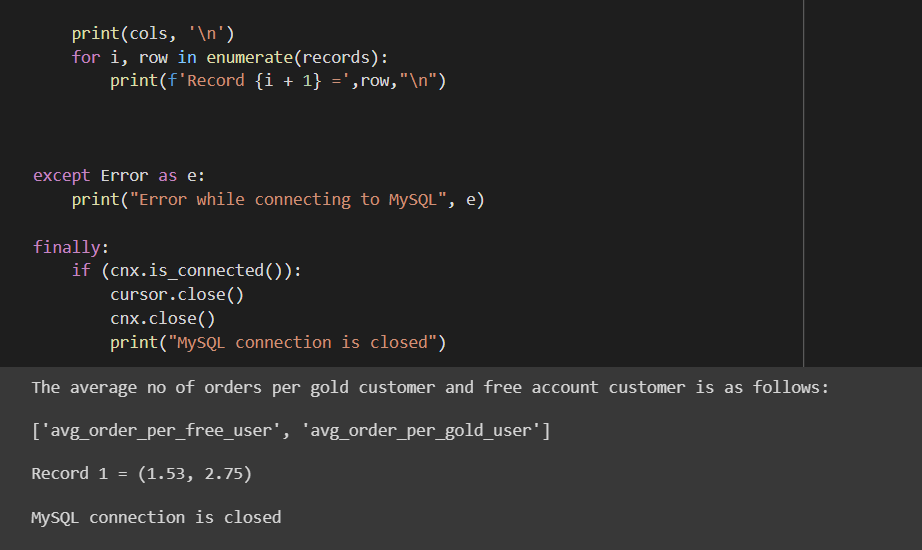 print(cols, '\n')
for i, row in enumerate(records):
print(f'Record {i + 1} =',row,"\n")
except Error as e:
print("Error while connecting to MySQL", e)
finally:
if (cnx.is_connected()):
cursor.close()
cnx.close()
print("MySQL connection is closed")
The average no of orders per gold customer and free account customer is as follows:
['avg_order_per_free_user', 'avg_order_per_gold_user']
Record 1 = (1.53, 2.75)
MySQL connection is closed